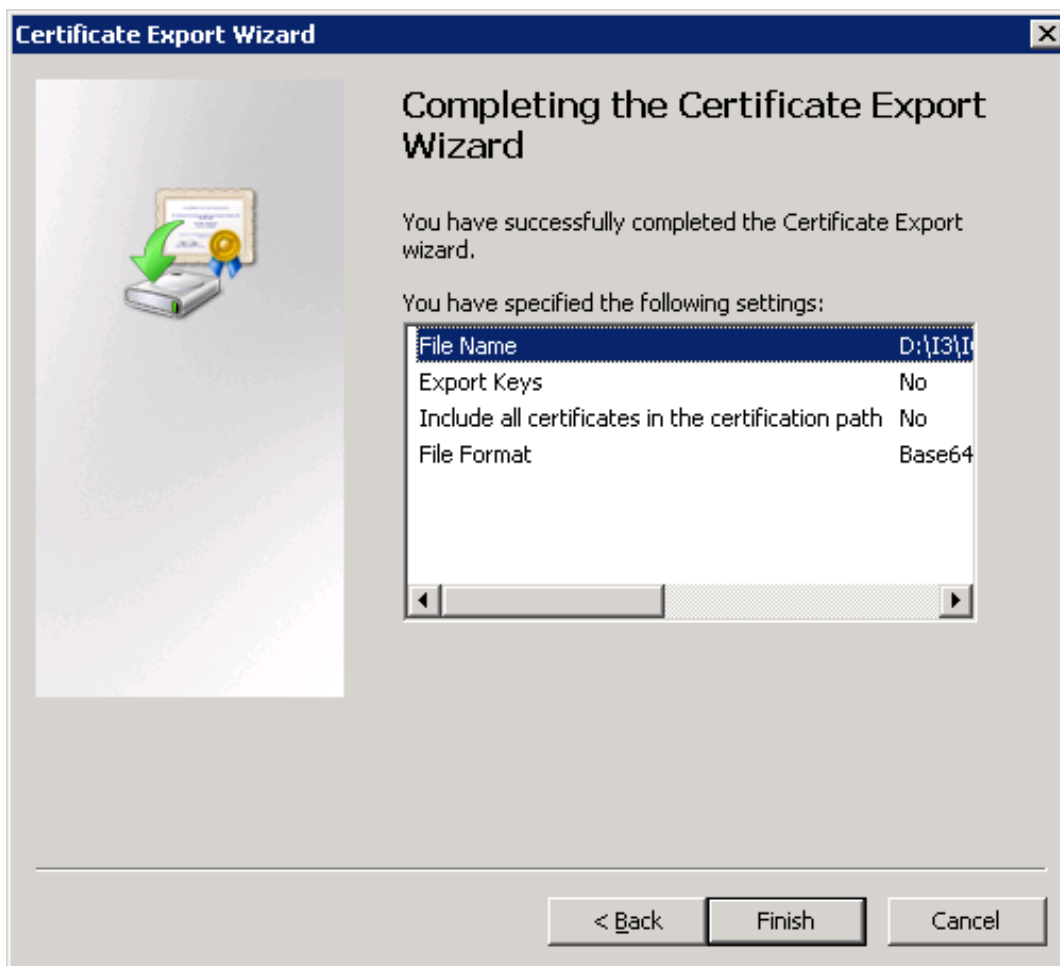 Certificate Export Wizard
Completing the Certificate Export
Wizard
You have successfully completed the Certificate Export
wizard.
You have specified the following settings:
File Name D:\I3\I
Export Keys No
Include all certificates in the certification path No
File Format Base64
< Back Finish Cancel